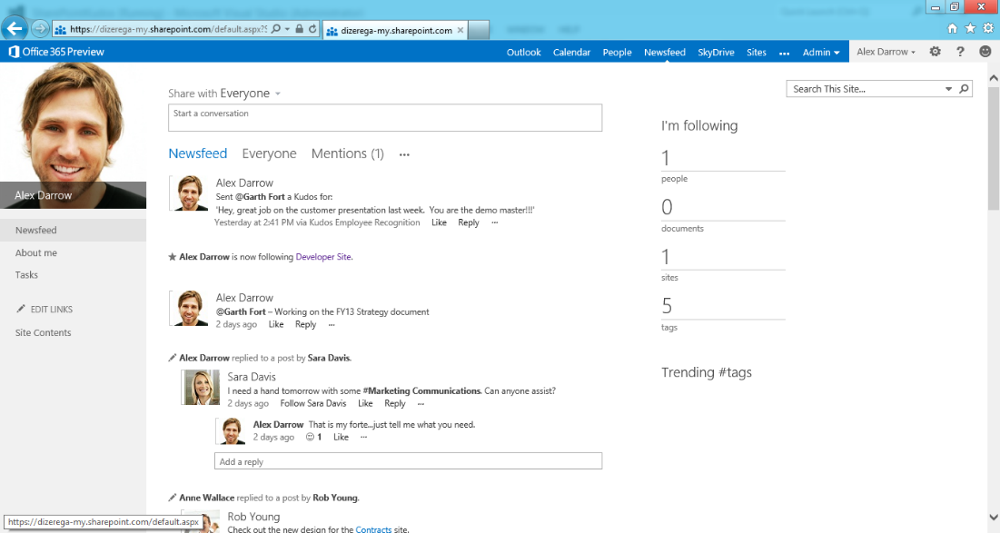 https://dizerega-my.sharepoint.com/default.aspx?S
dizerega-my.sharepoint.com
Office 365 Preview
Outlook Calendar People Newsfeed SkyDrive Sites ... Admin Alex Darrow ?
Alex Darrow
Newsfeed
About me
Tasks
EDIT LINKS
Site Contents
Share with Everyone
Start a conversation
Newsfeed Everyone Mentions (1) ...
Alex Darrow
Sent @Garth Fort a Kudos for:
'Hey, great job on the customer presentation last week. You are the demo master!!!'
Yesterday at 2:41 PM via Kudos Employee Recognition Like Reply ...
Alex Darrow is now following Developer Site.
Alex Darrow
@Garth Fort – Working on the FY13 Strategy document
2 days ago Like Reply ...
Alex Darrow replied to a post by Sara Davis.
Sara Davis
I need a hand tomorrow with some #Marketing Communications. Can anyone assist?
2 days ago Follow Sara Davis Like Reply ...
Alex Darrow That is my forte...just tell me what you need.
2 days ago ☺ 1 Like ...
Add a reply
Anne Wallace replied to a post by Rob Young.
Rob Young
Check out the new design for the Contracts site.
Search This Site...
I'm following
1
people
0
documents
1
sites
5
tags
Trending #tags
https://dizerega-my.sharepoint.com/default.aspx